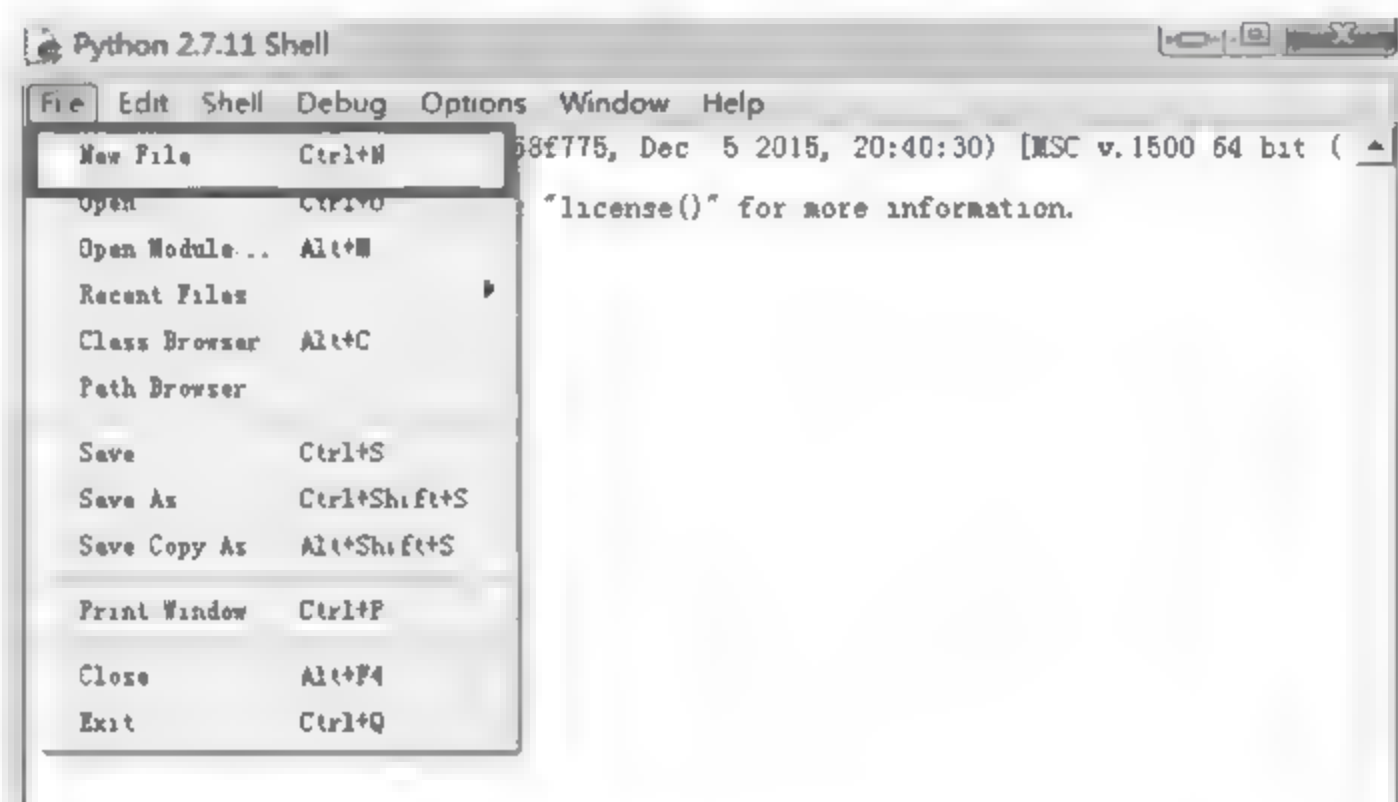 Python 2.7.11 Shell
File Edit Shell Debug Options Window Help
New File Ctrl+N
58f775, Dec 5 2015, 20:40:30) [MSC v.1500 64 bit (
Open Ctrl+O
"license()" for more information.
Open Module... Alt+M
Recent Files
Class Browser Alt+C
Path Browser
Save Ctrl+S
Save As Ctrl+Shift+S
Save Copy As Alt+Shift+S
Print Window Ctrl+P
Close Alt+F4
Exit Ctrl+Q